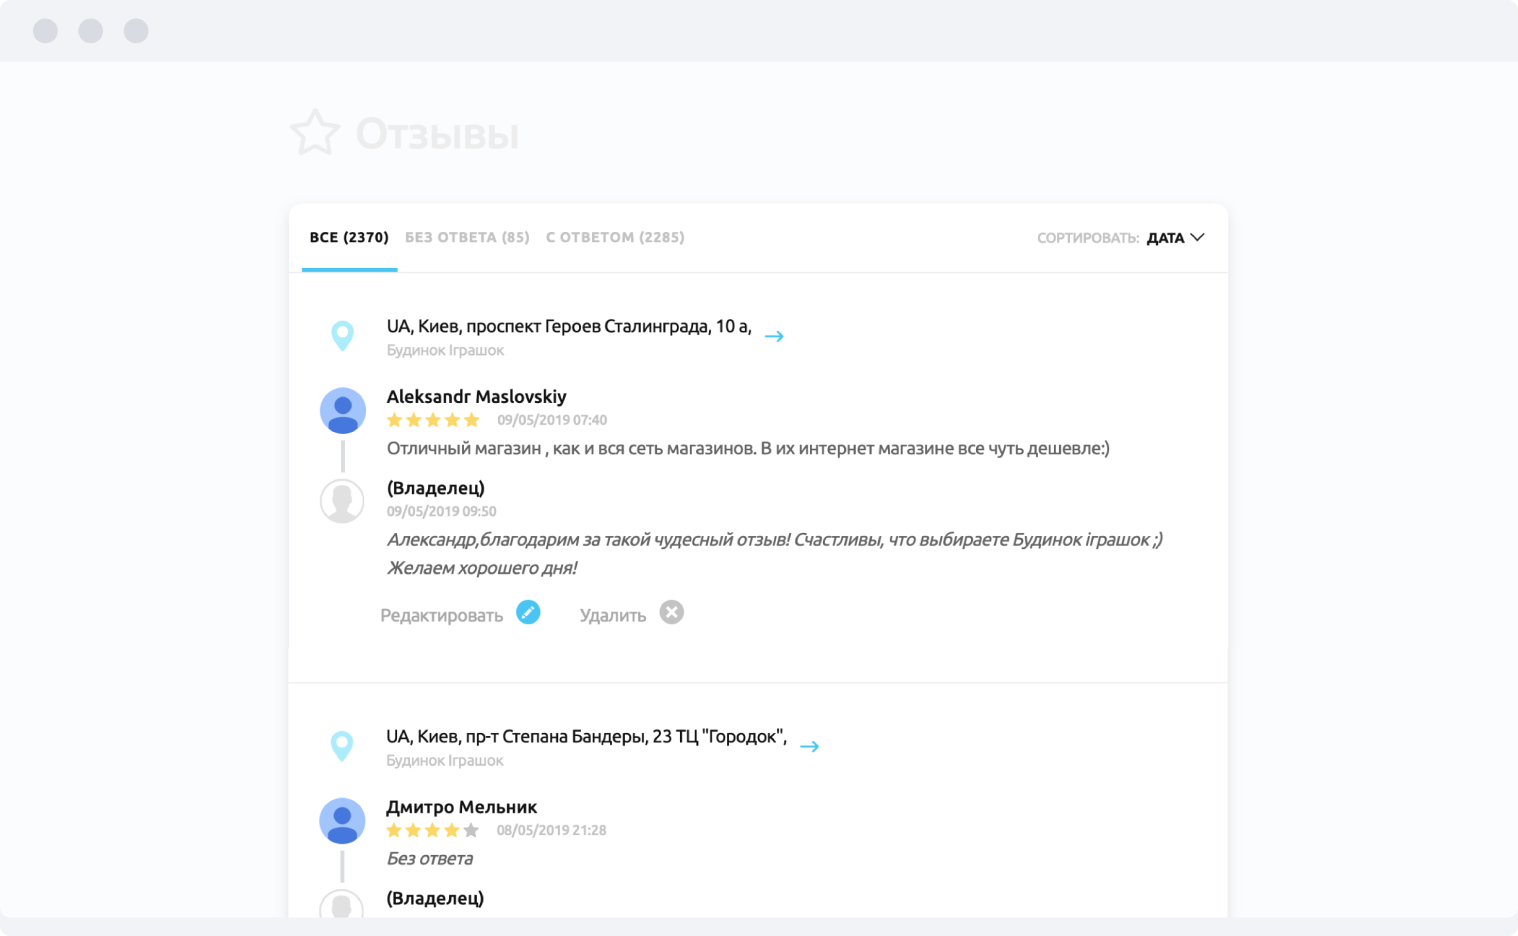 Отзывы
ВСЕ (2370) БЕЗ ОТВЕТА (85) С ОТВЕТОМ (2285) СОРТИРОВАТЬ: ДАТА
UA, Киев, проспект Героев Сталинграда, 10 а,
Будинок Іграшок
Aleksandr Maslovskiy
09/05/2019 07:40
Отличный магазин , как и вся сеть магазинов. В их интернет магазине все чуть дешевле:)
(Владелец)
09/05/2019 09:50
Александр,благодарим за такой чудесный отзыв! Счастливы, что выбираете Будинок іграшок ;)
Желаем хорошего дня!
Редактировать Удалить
UA, Киев, пр-т Степана Бандеры, 23 ТЦ "Городок",
Будинок Іграшок
Дмитро Мельник
08/05/2019 21:28
Без ответа
(Владелец)